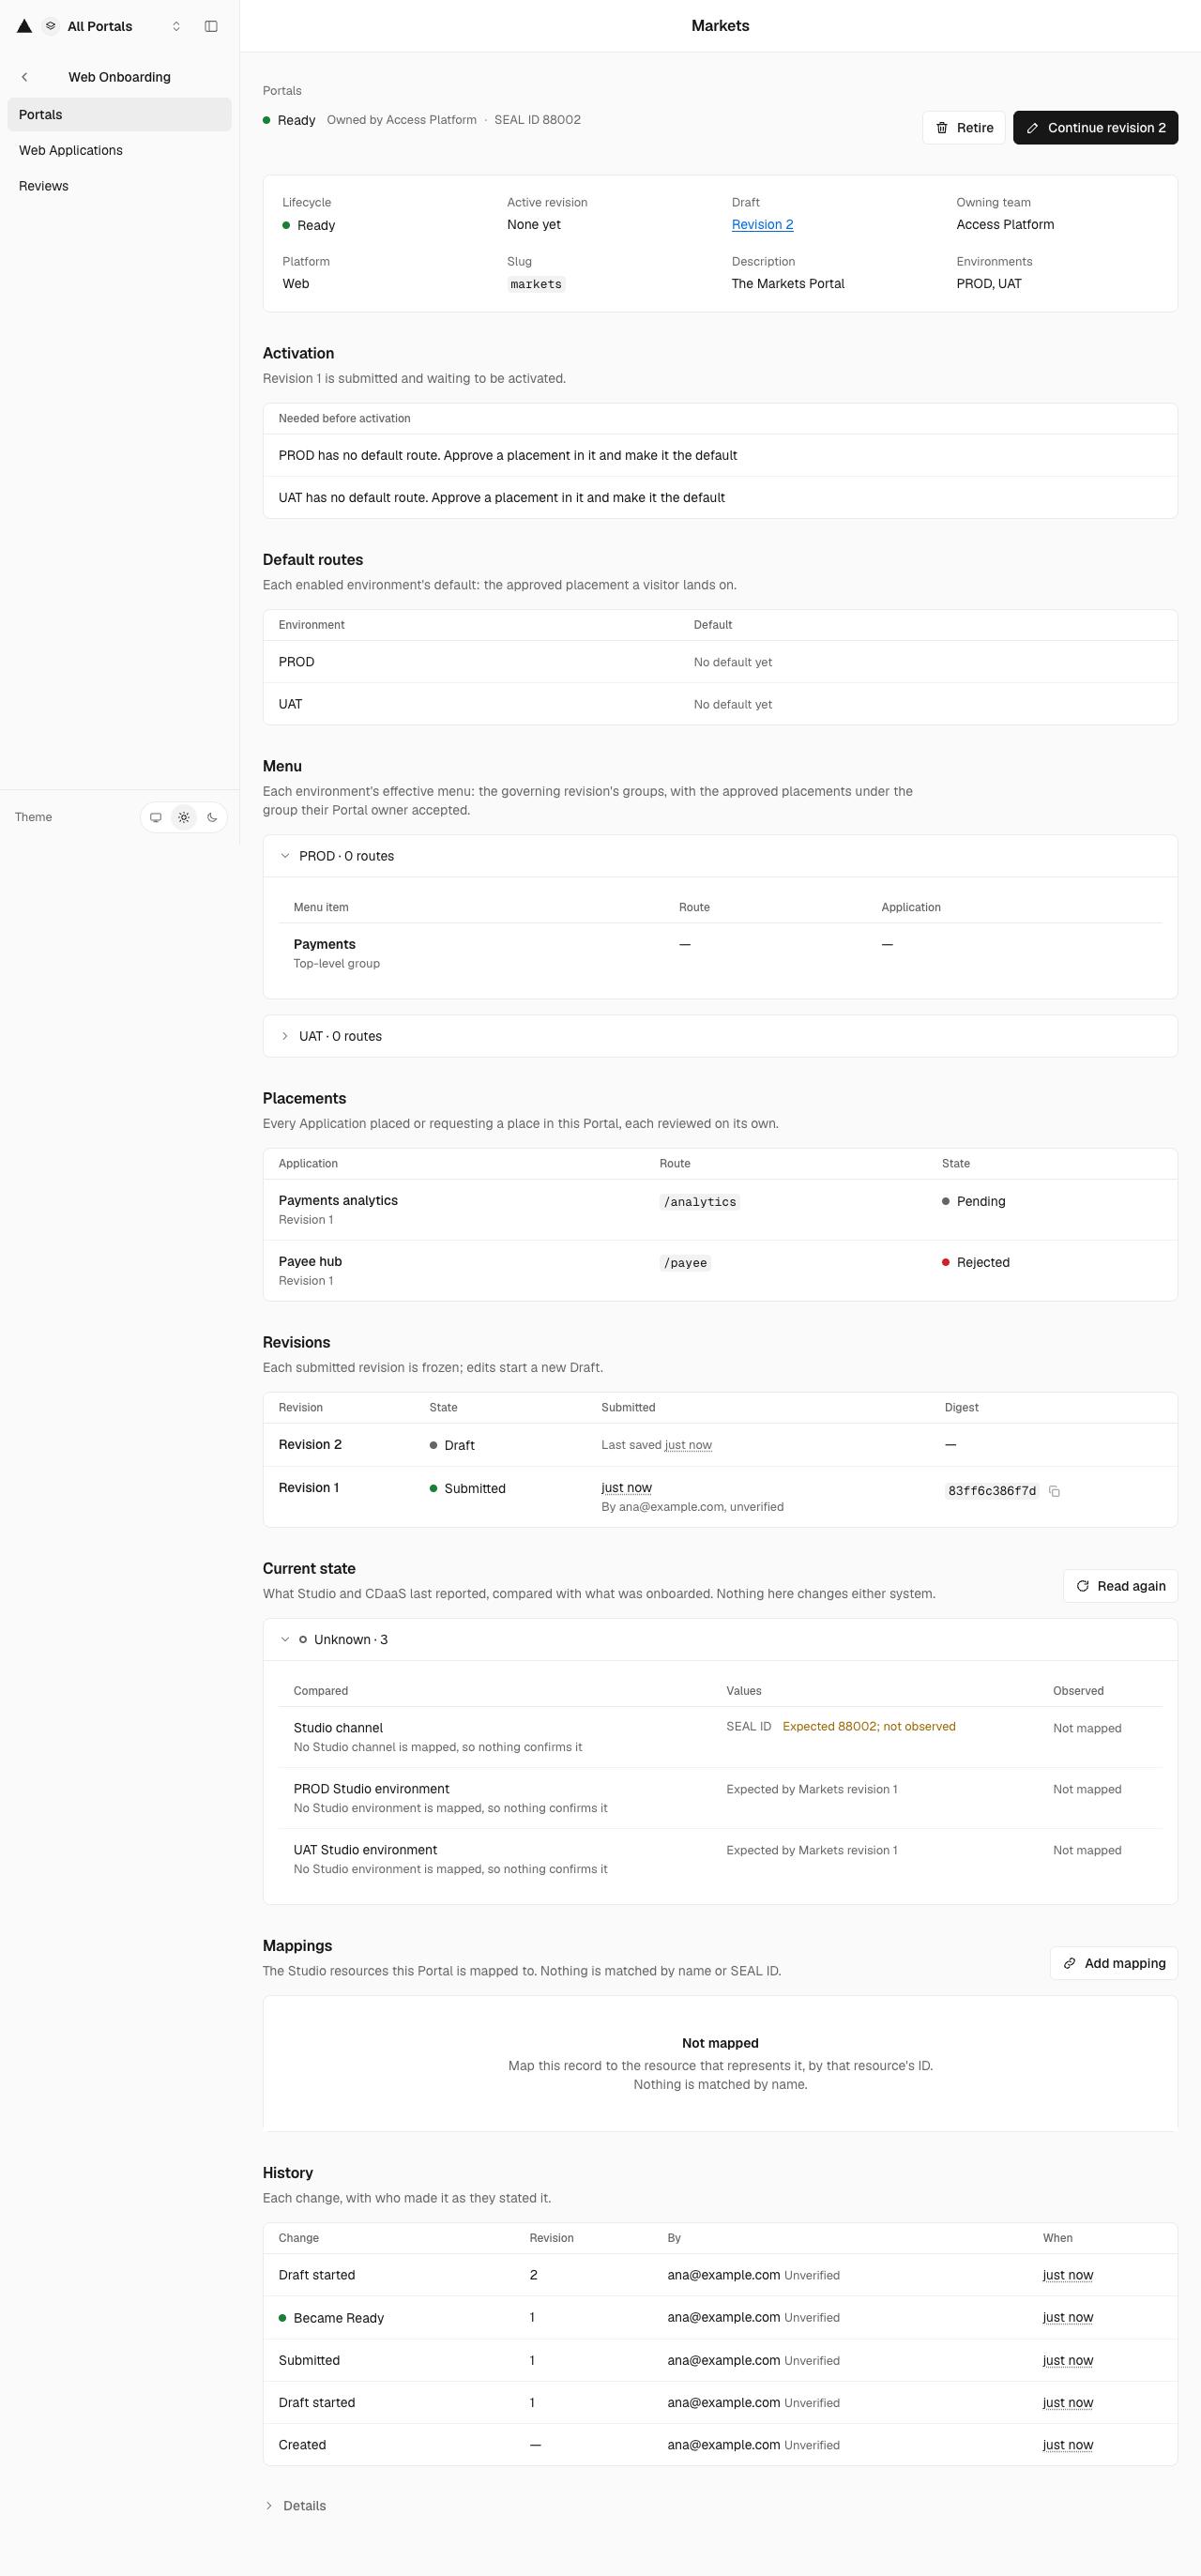 All Portals
Markets
Web Onboarding
Portals
Web Applications
Reviews
Theme
Portals
Ready Owned by Access Platform · SEAL ID 88002
Retire
Continue revision 2
Lifecycle Active revision Draft Owning team
Ready None yet Revision 2 Access Platform
Platform Slug Description Environments
Web markets The Markets Portal PROD, UAT
Activation
Revision 1 is submitted and waiting to be activated.
Needed before activation
PROD has no default route. Approve a placement in it and make it the default
UAT has no default route. Approve a placement in it and make it the default
Default routes
Each enabled environment's default: the approved placement a visitor lands on.
Environment Default
PROD No default yet
UAT No default yet
Menu
Each environment's effective menu: the governing revision's groups, with the approved placements under the
group their Portal owner accepted.
PROD · 0 routes
Menu item Route Application
Payments — —
Top-level group
UAT · 0 routes
Placements
Every Application placed or requesting a place in this Portal, each reviewed on its own.
Application Route State
Payments analytics /analytics Pending
Revision 1
Payee hub /payee Rejected
Revision 1
Revisions
Each submitted revision is frozen; edits start a new Draft.
Revision State Submitted Digest
Revision 2 Draft Last saved just now —
Revision 1 Submitted just now 83ff6c386f7d
By ana@example.com, unverified
Current state
What Studio and CDaaS last reported, compared with what was onboarded. Nothing here changes either system.
Read again
Unknown · 3
Compared Values Observed
Studio channel SEAL ID Expected 88002; not observed Not mapped
No Studio channel is mapped, so nothing confirms it
PROD Studio environment Expected by Markets revision 1 Not mapped
No Studio environment is mapped, so nothing confirms it
UAT Studio environment Expected by Markets revision 1 Not mapped
No Studio environment is mapped, so nothing confirms it
Mappings
The Studio resources this Portal is mapped to. Nothing is matched by name or SEAL ID.
Add mapping
Not mapped
Map this record to the resource that represents it, by that resource's ID.
Nothing is matched by name.
History
Each change, with who made it as they stated it.
Change Revision By When
Draft started 2 ana@example.com Unverified just now
Became Ready 1 ana@example.com Unverified just now
Submitted 1 ana@example.com Unverified just now
Draft started 1 ana@example.com Unverified just now
Created — ana@example.com Unverified just now
Details